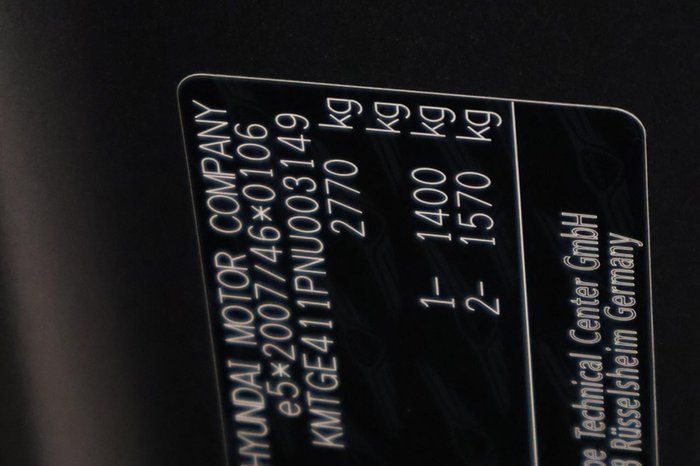 HYUNDAI MOTOR COMPANY
e5*2007/46*0106
KMTGE411PNU003149
2770 kg
kg
1- 1400 kg
2- 1570 kg
Technical Center GmbH
Rüsselsheim Germany